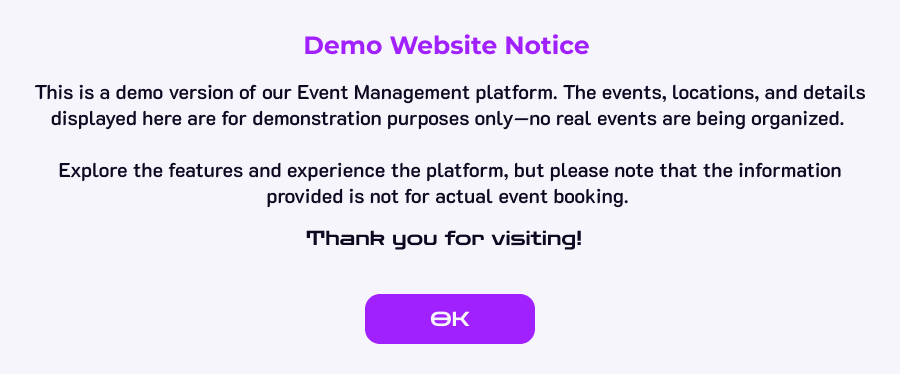 Demo Website Notice
This is a demo version of our Event Management platform. The events, locations, and details
displayed here are for demonstration purposes only—no real events are being organized.
Explore the features and experience the platform, but please note that the information
provided is not for actual event booking.
Thank you for visiting!
OK